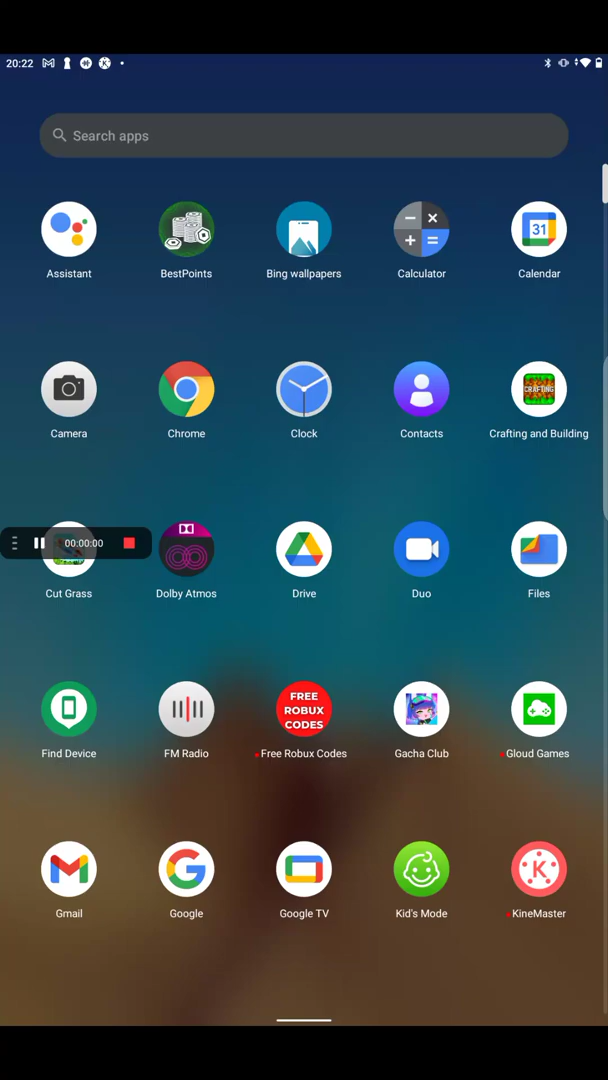 20:22
Search apps
31
Assistant
BestPoints
Bing wallpapers
Calculator
Calendar
CRAFTING
Camera
Chrome
Clock
Contacts
Crafting and Building
00:00:00
Cut Grass
Dolby Atmos
Drive
Duo
Files
FREE
ROBUX
CODES
Find Device
FM Radio
Free Robux Codes
Gacha Club
Gloud Games
Gmail
Google
Google TV
Kid's Mode
KineMaster